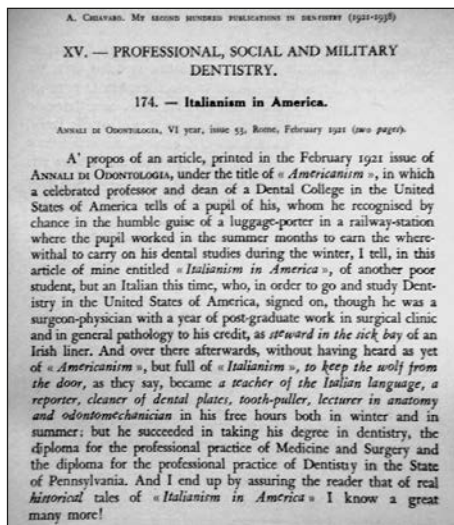 A. Chiavaro. My second hundred publications in dentistry (1921-1938)
XV. — PROFESSIONAL, SOCIAL AND MILITARY
DENTISTRY.
174. — Italianism in America.
Annali di Odontologia, VI year, issue 53, Rome, February 1921 (two pages).
A' propos of an article, printed in the February 1921 issue of
Annali di Odontologia, under the title of « Americanism », in which
a celebrated professor and dean of a Dental College in the United
States of America tells of a pupil of his, whom he recognised by
chance in the humble guise of a luggage-porter in a railway-station
where the pupil worked in the summer months to earn the where-
withal to carry on his dental studies during the winter, I tell, in this
article of mine entitled « Italianism in America », of another poor
student, but an Italian this time, who, in order to go and study Dent-
istry in the United States of America, signed on, though he was a
surgeon-physician with a year of post-graduate work in surgical clinic
and in general pathology to his credit, as steward in the sick bay of an
Irish liner. And over there afterwards, without having heard as yet
of « Americanism », but full of « Italianism », to keep the wolf from
the door, as they say, became a teacher of the Italian language, a
reporter, cleaner of dental plates, tooth-puller, lecturer in anatomy
and odontomechanician in his free hours both in winter and in
summer; but he succeeded in taking his degree in dentistry, the
diploma for the professional practice of Medicine and Surgery and
the diploma for the professional practice of Dentistry in the State
of Pennsylvania. And I end up by assuring the reader that of real
historical tales of « Italianism in America » I know a great
many more!